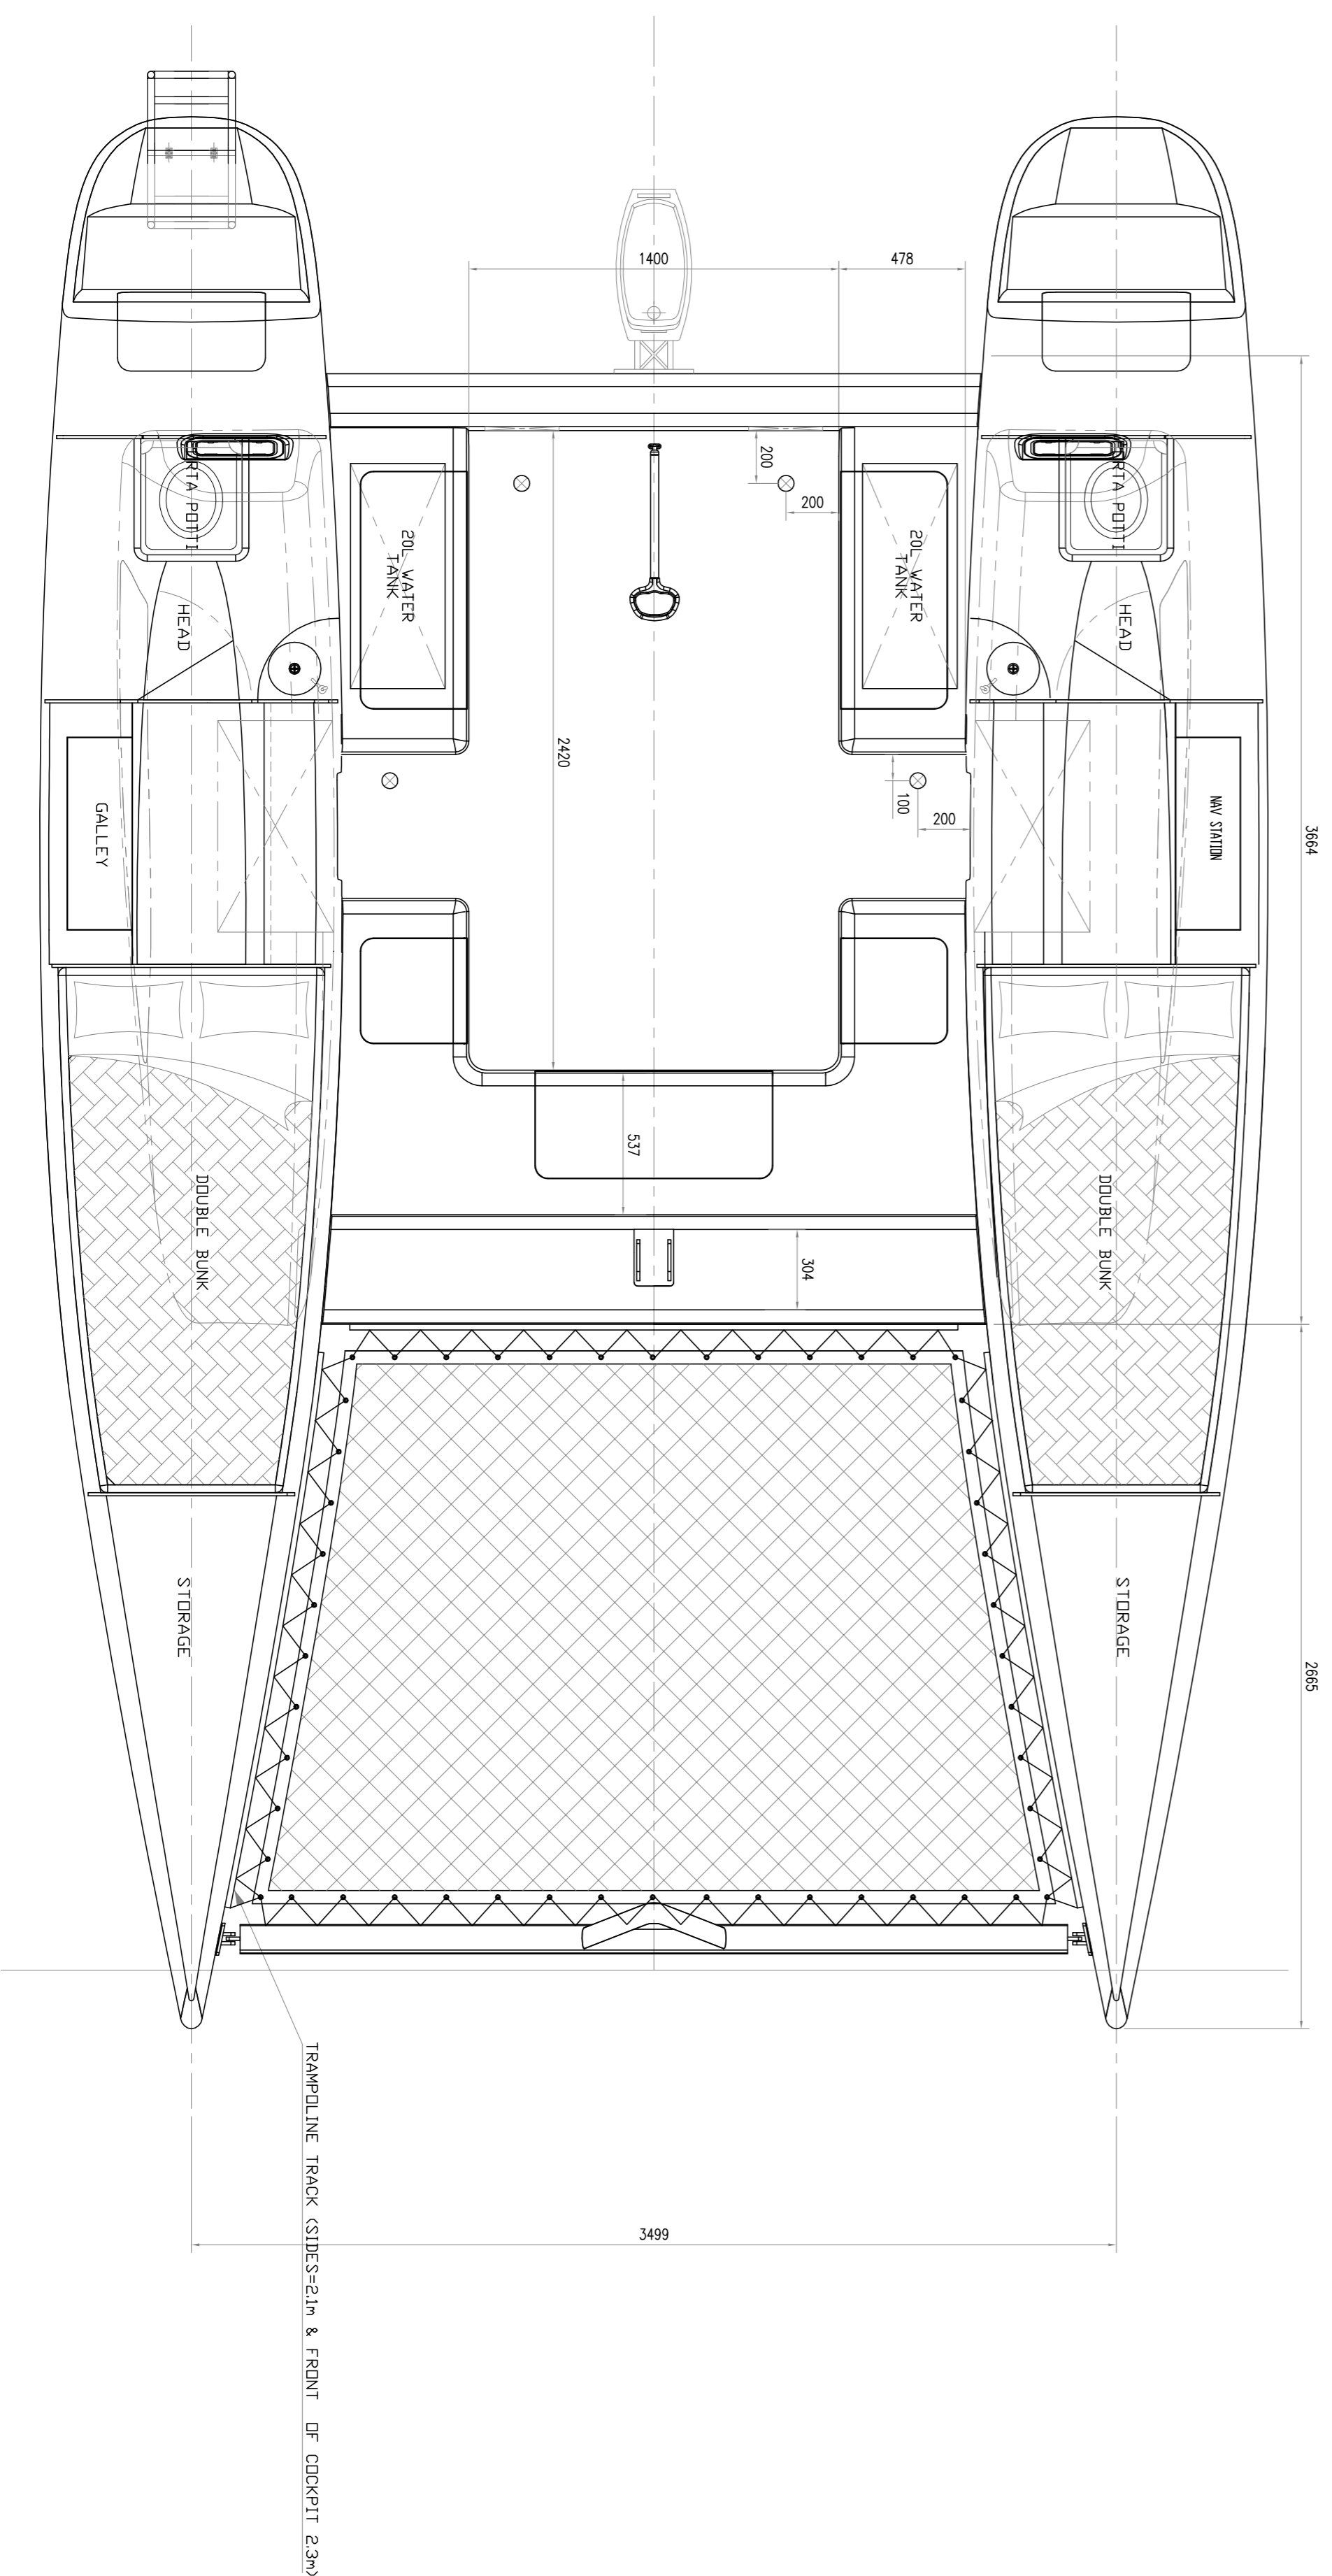 1400
478
200
200
RTA POTTI
RTA POTTI
20L WATER
TANK
20L WATER
TANK
HEAD
HEAD
2420
100
200
GALLEY
NAV STATION
3664
537
DOUBLE BUNK
DOUBLE BUNK
304
STORAGE
STORAGE
2665
TRAMPOLINE TRACK (SIDES=2.1m & FRONT OF COCKPIT 2.3m)
3499